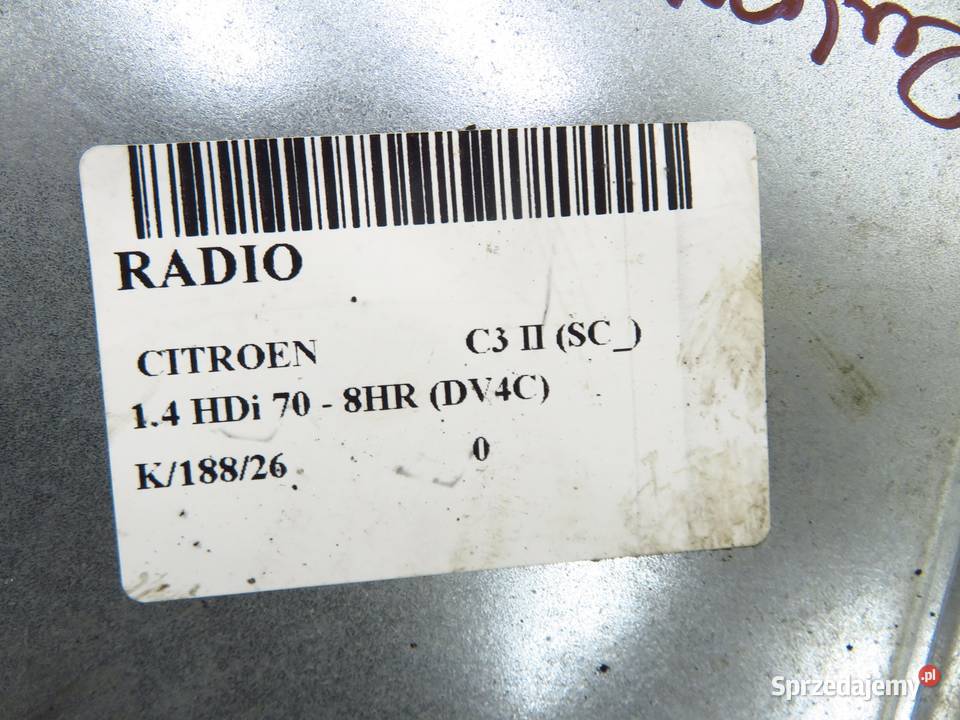 RADIO
CITROEN C3 II (SC_)
1.4 HDi 70 - 8HR (DV4C)
K/188/26 0
Sprzedajemy.pl